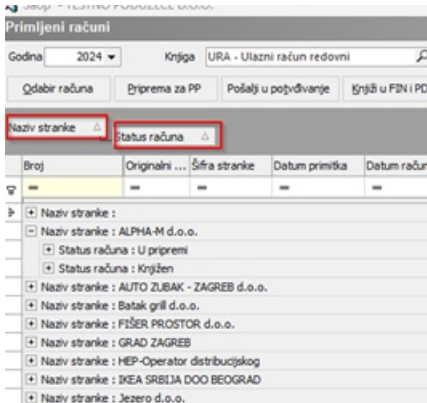 Primljeni računi
Godina 2024 Knjiga URA - Ulazni račun redovni
Odabir računa Priprema za PP Pošalji u potvđivanje Knjiži u FIN i PD
Naziv stranke Status računa
Broj Originalni ... Šifra stranke Datum primitka Datum račun
= = = = =
Naziv stranke :
Naziv stranke : ALPHA-M d.o.o.
Status računa : U pripremi
Status računa : Knjižen
Naziv stranke : AUTO ZUBAK - ZAGREB d.o.o.
Naziv stranke : Batak grill d.o.o.
Naziv stranke : FIŠER PROSTOR d.o.o.
Naziv stranke : GRAD ZAGREB
Naziv stranke : HEP-Operator distribucijskog
Naziv stranke : IKEA SRBIJA DOO BEOGRAD
Naziv stranke : Jezero d.o.o.